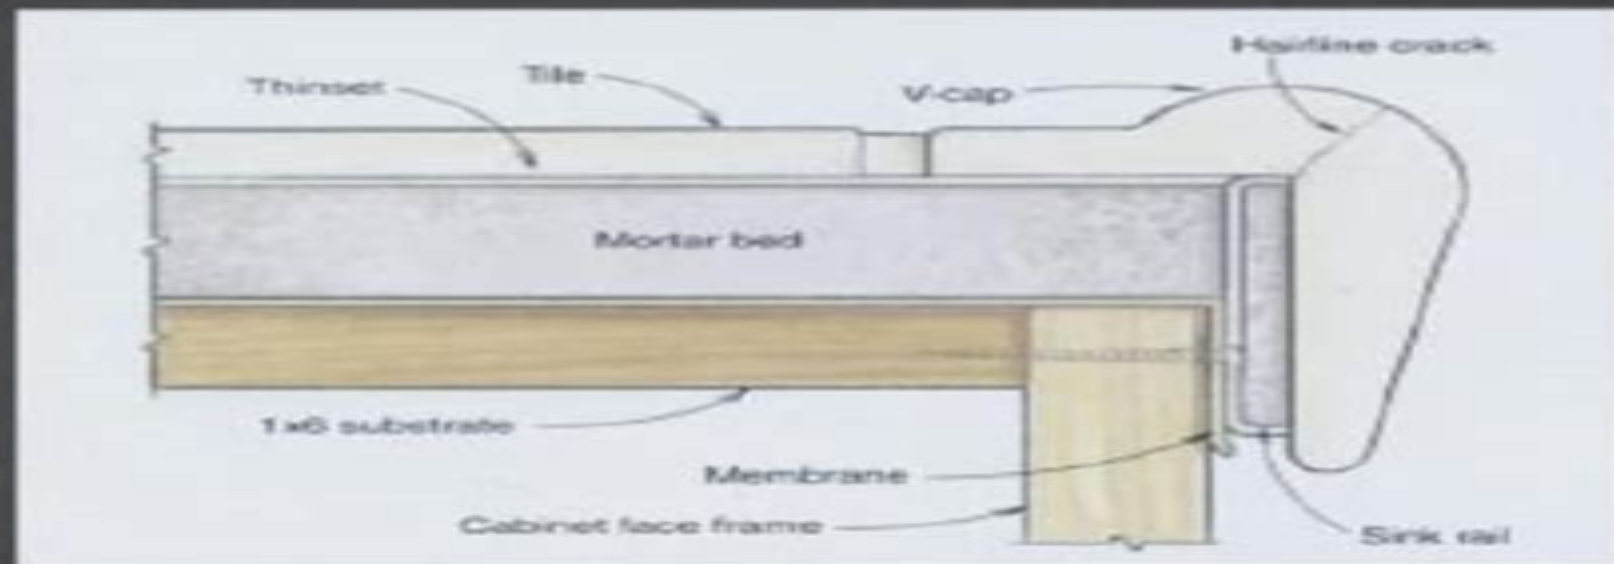 Hairline crack
Tile
Thinset
V-cap
Mortar bed
1x6 substrate
Membrane
Cabinet face frame
Sink rail